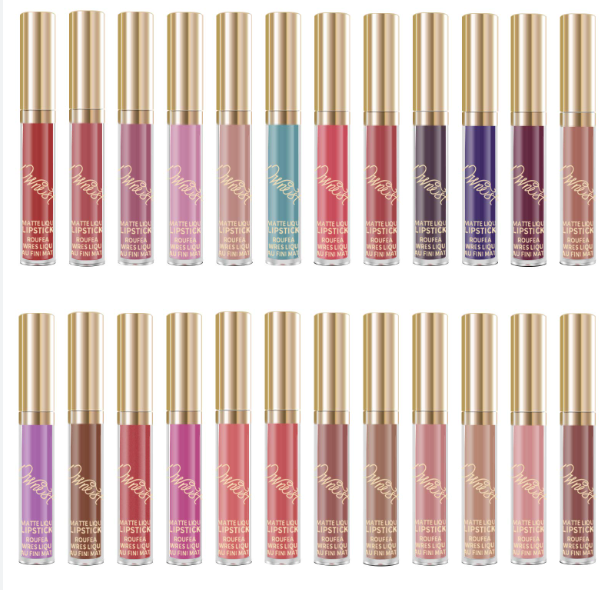 MATTE LIQU
LIPSTICK
ROUFEA
WRES LIQU
AU FINI MAT